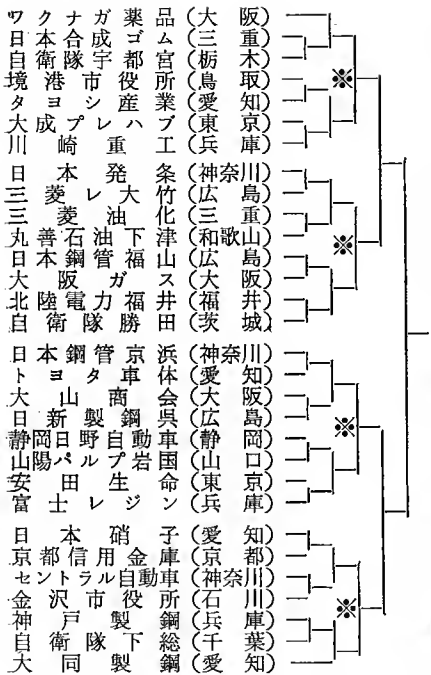 ワクナガ薬品(大阪)
日本合成ゴム(三重)
自衛隊宇都宮(栃木)
境港市役所(鳥取)
タヨシ産業(愛知)
大成プレハブ(東京)
川崎重工(兵庫)
日本発条(神奈川)
三菱レ大竹(広島)
三菱油化(三重)
丸善石油下津(和歌山)
日本鋼管福山(広島)
大阪ガス(大阪)
北陸電力福井(福井)
自衛隊勝田(茨城)
日本鋼管京浜(神奈川)
トヨタ車体(愛知)
大山商会(大阪)
日新製鋼呉(広島)
静岡日野自動車(静岡)
山陽パルプ岩国(山口)
安田生命(東京)
富士レジン(兵庫)
日本硝子(愛知)
京都信用金庫(京都)
セントラル自動車(神奈川)
金沢市役所(石川)
神戸製鋼(兵庫)
自衛隊下総(千葉)
大同製鋼(愛知)
※
※
※
※